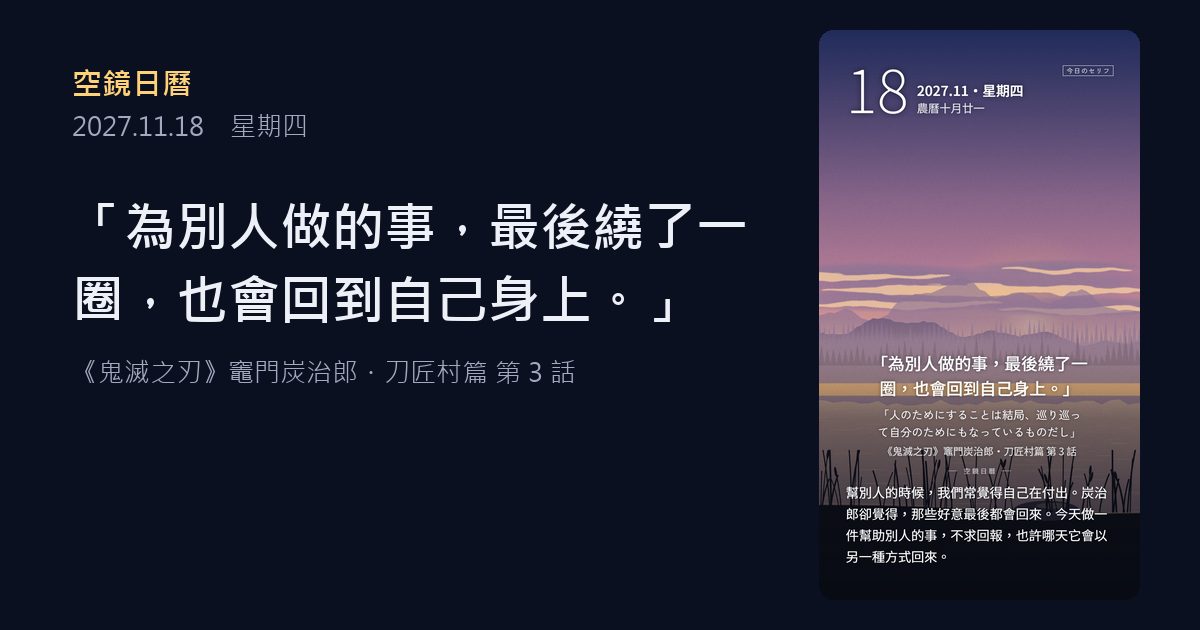 空鏡日曆
2027.11.18 星期四
「為別人做的事，最後繞了一
圈，也會回到自己身上。」
《鬼滅之刃》竈門炭治郎・刀匠村篇 第 3 話
今日のセリフ
18 2027.11・星期四
農曆十月廿一
「為別人做的事，最後繞了一
圈，也會回到自己身上。」
「人のためにすることは結局、巡り巡っ
て自分のためにもなっているものだし」
《鬼滅之刃》竈門炭治郎・刀匠村篇 第 3 話
— 空鏡日曆 —
幫別人的時候，我們常覺得自己在付出。炭治
郎卻覺得，那些好意最後都會回來。今天做一
件幫助別人的事，不求回報，也許哪天它會以
另一種方式回來。